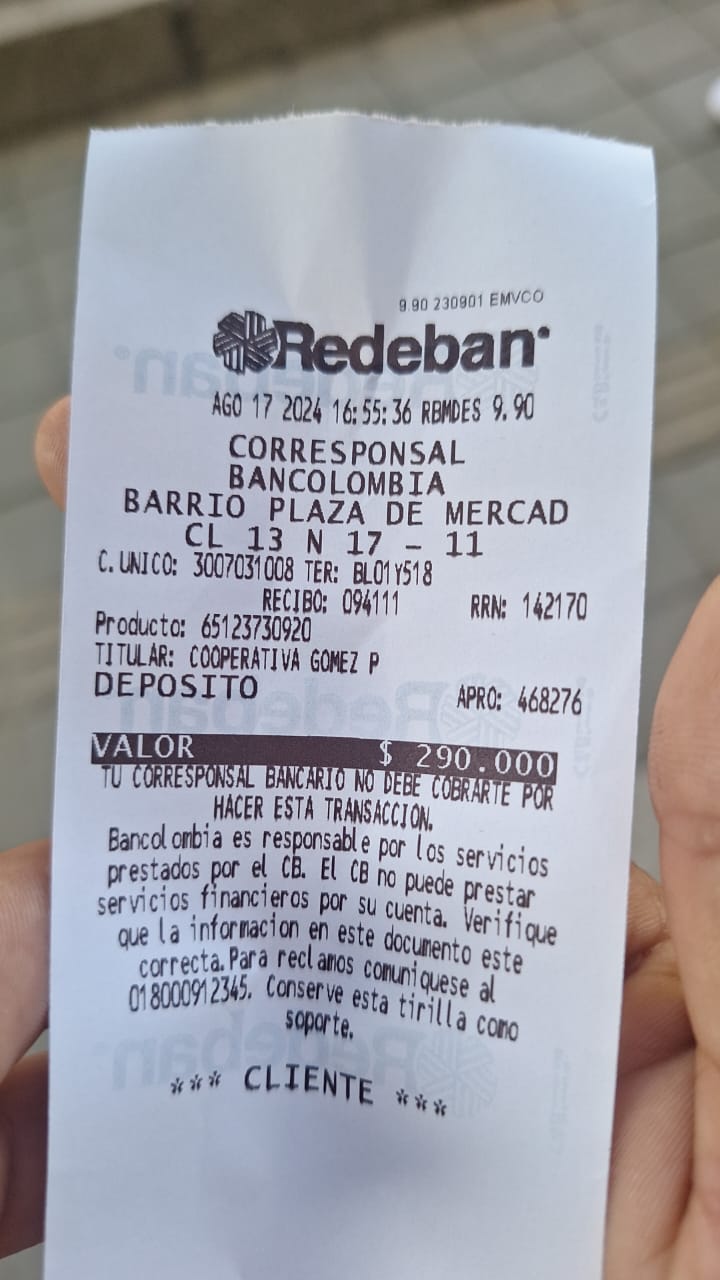 9.90 230901 EMVCO
Redeban
AGO 17 2024 16:55:36 RBMDES 9.90
CORRESPONSAL
BANCOLOMBIA
BARRIO PLAZA DE MERCAD
CL 13 N 17 - 11
C.UNICO: 3007031008 TER: BL01Y518
RECIBO: 094111 RRN: 142170
Producto: 65123730920
TITULAR: COOPERATIVA GOMEZ P
DEPOSITO APRO: 468276
VALOR $ 290.000
TU CORRESPONSAL BANCARIO NO DEBE COBRARTE POR
HACER ESTA TRANSACCION.
Bancolombia es responsable por los servicios
prestados por el CB. El CB no puede prestar
servicios financieros por su cuenta. Verifique
que la informacion en este documento este
correcta.Para reclamos comuniquese al
018000912345. Conserve esta tirilla como
soporte.
*** CLIENTE ***